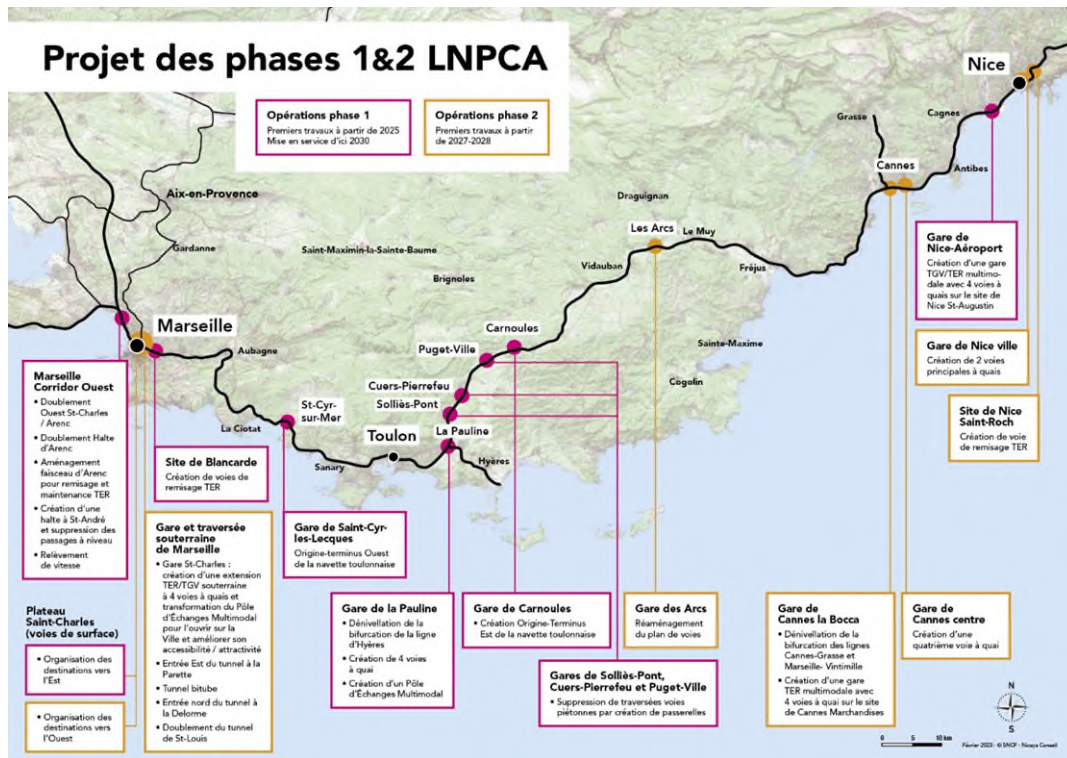 Projet des phases 1&2 LNPCA
Opérations phase 1
Premiers travaux à partir de 2025
Mise en service d'ici 2030
Opérations phase 2
Premiers travaux à partir
de 2027-2028
Nice
Cagnes
Grasse
Cannes
Antibes
Aix-en-Provence
Gardanne
Saint-Maximin-la-Sainte-Baume
Brignoles
Draguignan
Les Arcs
Le Muy
Vidauban
Fréjus
Sainte-Maxime
Cogolin
Marseille
Aubagne
La Ciotat
St-Cyr-
sur-Mer
Sanary
Toulon
Carnoules
Puget-Ville
Cuers-Pierrefeu
Solliès-Pont
La Pauline
Hyères
Marseille
Corridor Ouest
• Doublement
Ouest St-Charles
/ Arenc
• Doublement Halte
d'Arenc
• Aménagement
faisceau d'Arenc
pour remisage et
maintenance TER
• Création d'une
halte à St-André
et suppression des
passages à niveau
• Relèvement
de vitesse
Plateau
Saint-Charles
(voies de surface)
• Organisation des
destinations vers
l'Est
• Organisation des
destinations vers
l'Ouest
Site de Blancarde
Création de voies de
remisage TER
Gare et traversée
souterraine
de Marseille
• Gare St-Charles :
création d'une extension
TER/TGV souterraine
à 4 voies à quais et
transformation du Pôle
d'Échanges Multimodal
pour l'ouvrir sur la
Ville et améliorer son
accessibilité / attractivité
• Entrée Est du tunnel à la
Parette
• Tunnel bitube
• Entrée nord du tunnel à
la Delorme
• Doublement du tunnel
de St-Louis
Gare de Saint-Cyr-
les-Lecques
Origine-terminus Ouest
de la navette toulonnaise
Gare de la Pauline
• Dénivellation de la
bifurcation de la ligne
d'Hyères
• Création de 4 voies
à quai
• Création d'un Pôle
d'Échanges Multimodal
Gare de Carnoules
• Création Origine-Terminus
Est de la navette toulonnaise
Gares de Solliès-Pont,
Cuers-Pierrefeu et Puget-Ville
• Suppression de traversées voies
piétonnes par création de passerelles
Gare des Arcs
Réaménagement
du plan de voies
Gare de
Cannes la Bocca
• Dénivellation de la
bifurcation des lignes
Cannes-Grasse et
Marseille- Vintimille
• Création d'une gare
TER multimodale avec
4 voies à quai sur le site
de Cannes Marchandises
Gare de
Cannes centre
Création d'une
quatrième voie à quai
Gare de
Nice-Aéroport
Création d'une gare
TGV/TER multimo-
dale avec 4 voies à
quais sur le site de
Nice St-Augustin
Gare de Nice ville
Création de 2 voies
principales à quais
Site de Nice
Saint-Roch
Création de voie
de remisage TER
N
S
0 5 10 km
Février 2023 - © SNCF - Nicaya Conseil